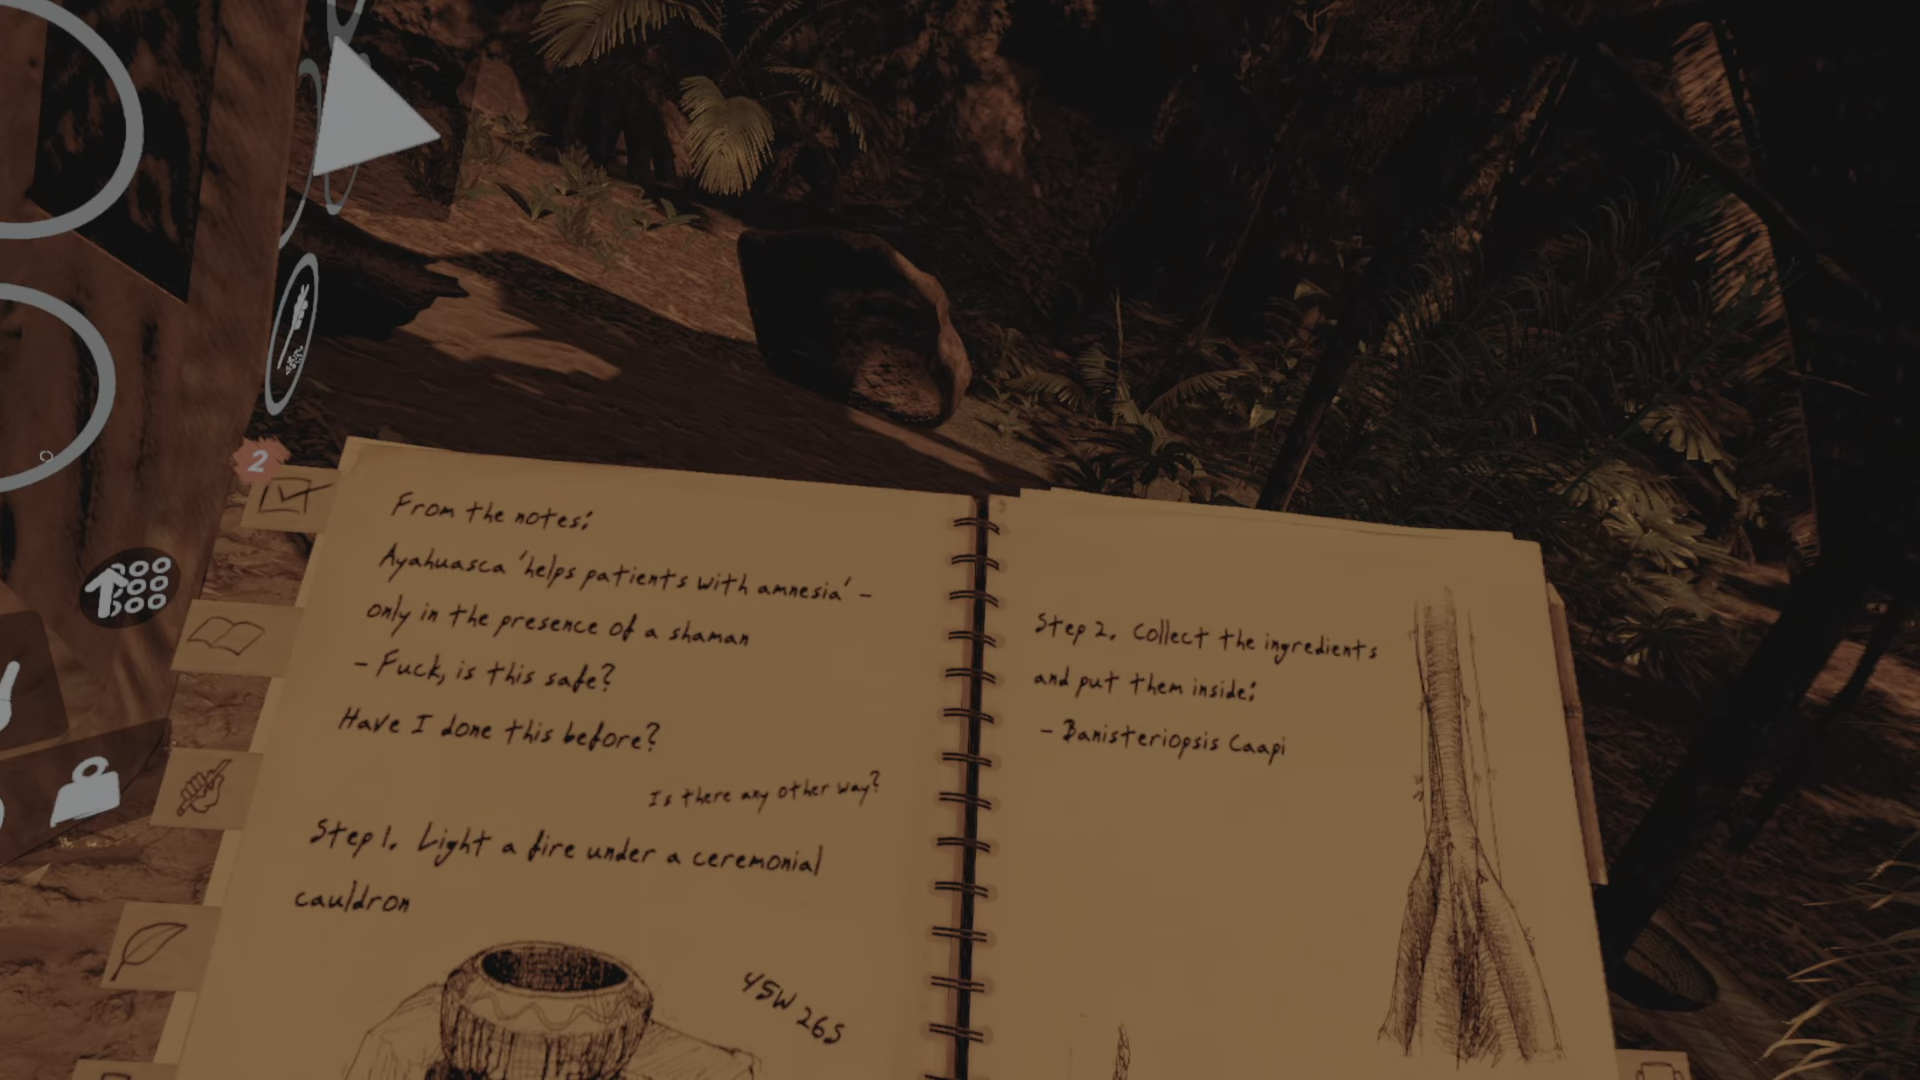 2
From the notes:
Ayahuasca 'helps patients with amnesia' -
only in the presence of a shaman
- Fuck, is this safe?
Have I done this before?
Is there any other way?
Step 1. Light a fire under a ceremonial
cauldron
45W 26S
Step 2. Collect the ingredients
and put them inside:
- Banisteriopsis Caapi